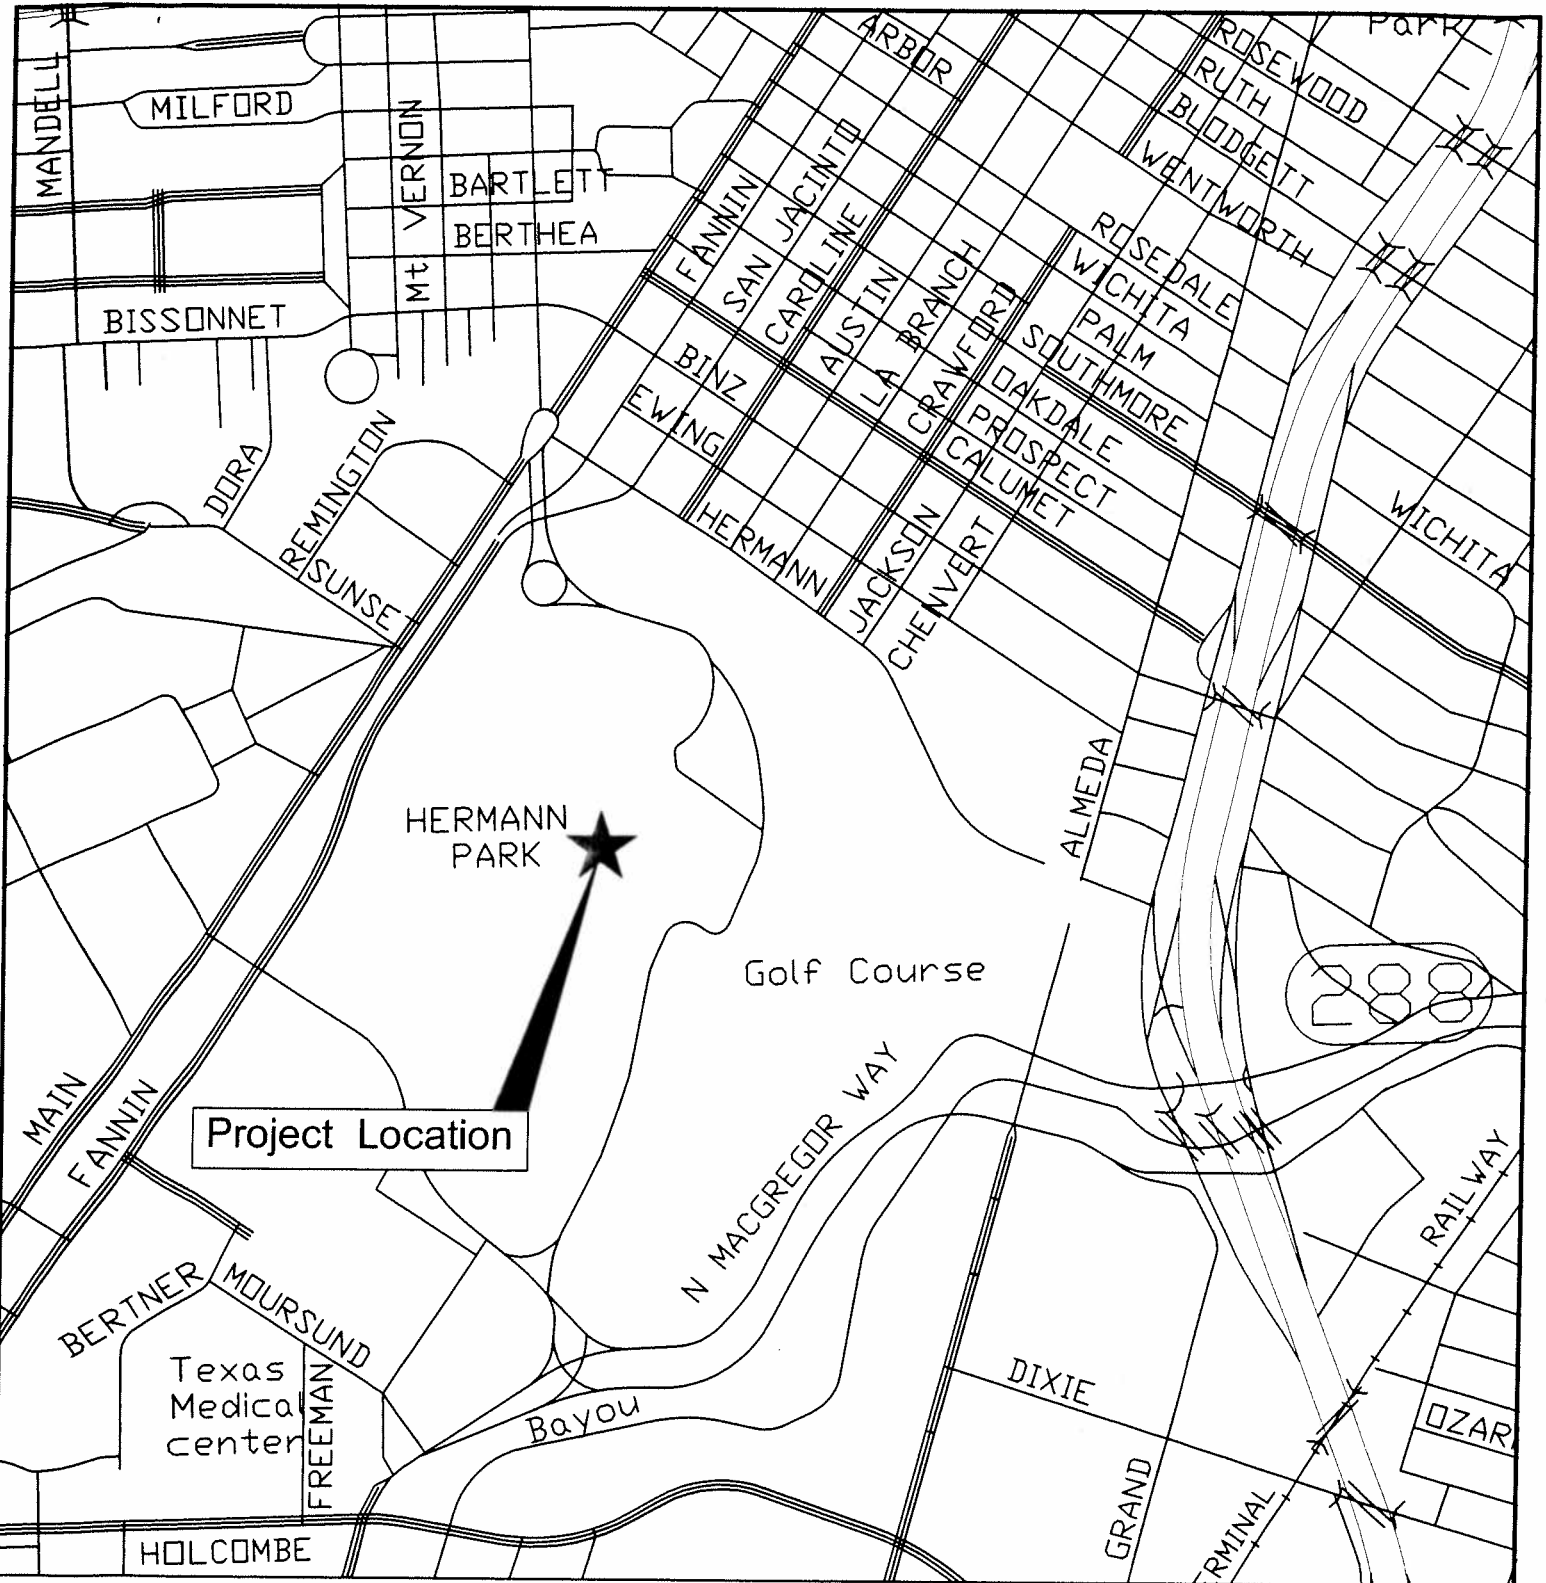 Park
MANDELL
MILFORD
Mt VERNON
BARTLETT
BERTHEA
BISSONNET
ARBOR
ROSEWOOD
RUTH
BLODGETT
WENTWORTH
FANNIN
SAN JACINTO
CAROLINE
AUSTIN
LA BRANCH
CRAWFORD
ROSEDALE
WICHITA
PALM
SOUTHMORE
OAKDALE
PROSPECT
CALUMET
BINZ
EWING
HERMANN
JACKSON
CHENVERT
DORA
REMINGTON
SUNSE
WICHITA
ALMEDA
HERMANN
PARK
Golf Course
288
MAIN
FANNIN
Project Location
N MACGREGOR WAY
RAILWAY
BERTNER
MOURSUND
Texas
Medical
center
FREEMAN
Bayou
DIXIE
OZAR
GRAND
RMINAL
HOLCOMBE